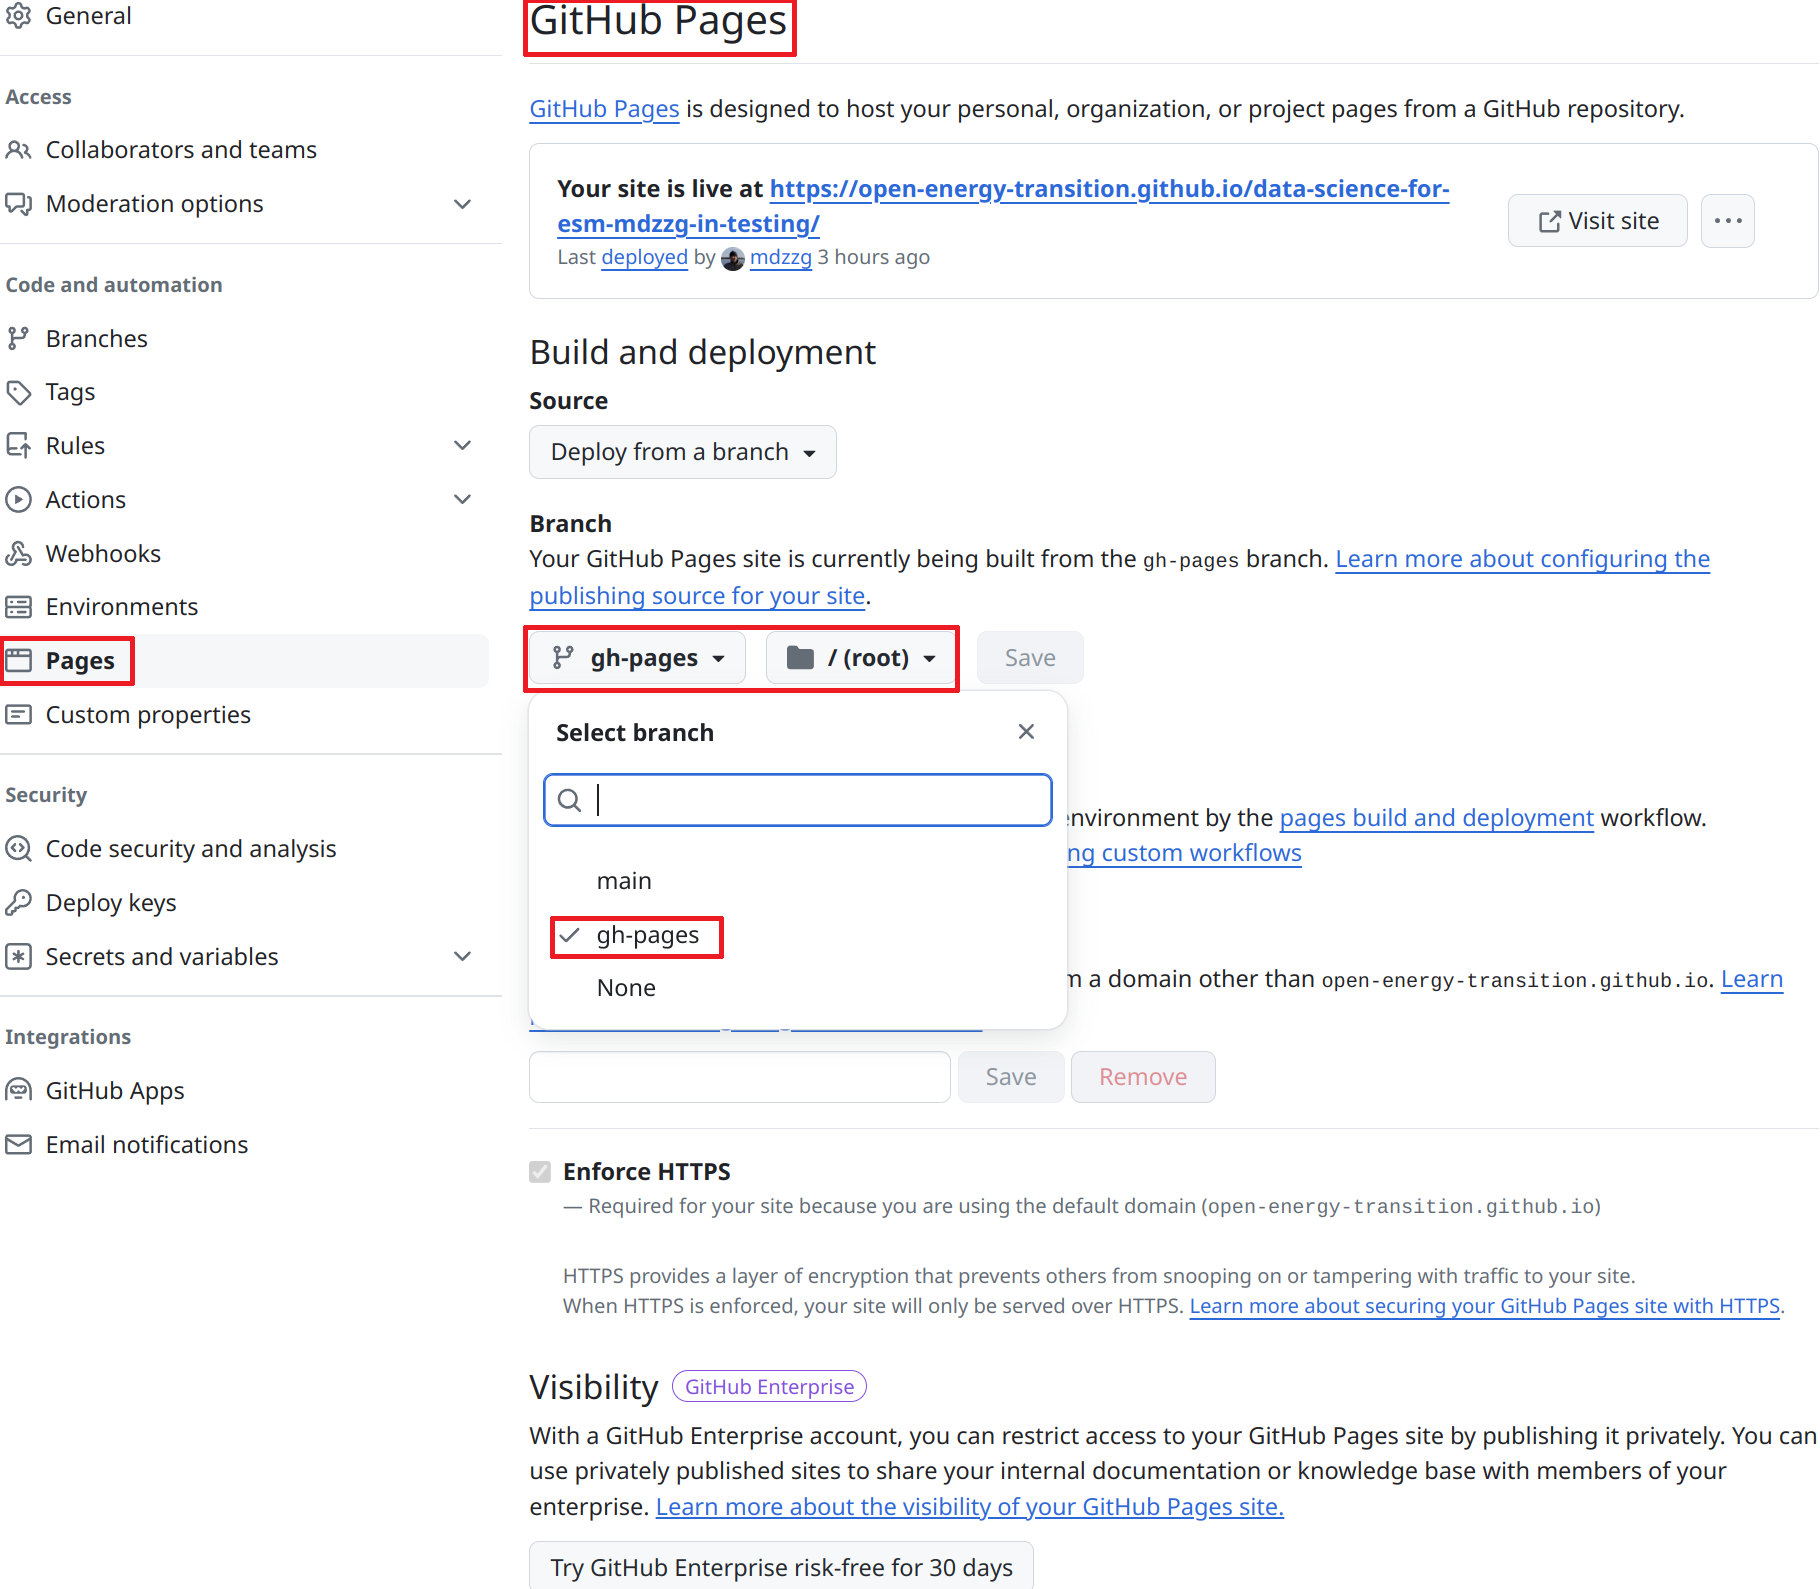 General
Access
Collaborators and teams
Moderation options
Code and automation
Branches
Tags
Rules
Actions
Webhooks
Environments
Pages
Custom properties
Security
Code security and analysis
Deploy keys
Secrets and variables
Integrations
GitHub Apps
Email notifications
GitHub Pages
GitHub Pages is designed to host your personal, organization, or project pages from a GitHub repository.
Your site is live at https://open-energy-transition.github.io/data-science-for-
esm-mdzzg-in-testing/
Last deployed by mdzzg 3 hours ago
Visit site
Build and deployment
Source
Deploy from a branch
Branch
Your GitHub Pages site is currently being built from the gh-pages branch. Learn more about configuring the
publishing source for your site.
gh-pages / (root) Save
Select branch
main
gh-pages
None
environment by the pages build and deployment workflow.
ng custom workflows
m a domain other than open-energy-transition.github.io. Learn
Save Remove
Enforce HTTPS
— Required for your site because you are using the default domain (open-energy-transition.github.io)
HTTPS provides a layer of encryption that prevents others from snooping on or tampering with traffic to your site.
When HTTPS is enforced, your site will only be served over HTTPS. Learn more about securing your GitHub Pages site with HTTPS.
Visibility GitHub Enterprise
With a GitHub Enterprise account, you can restrict access to your GitHub Pages site by publishing it privately. You can
use privately published sites to share your internal documentation or knowledge base with members of your
enterprise. Learn more about the visibility of your GitHub Pages site.
Try GitHub Enterprise risk-free for 30 days